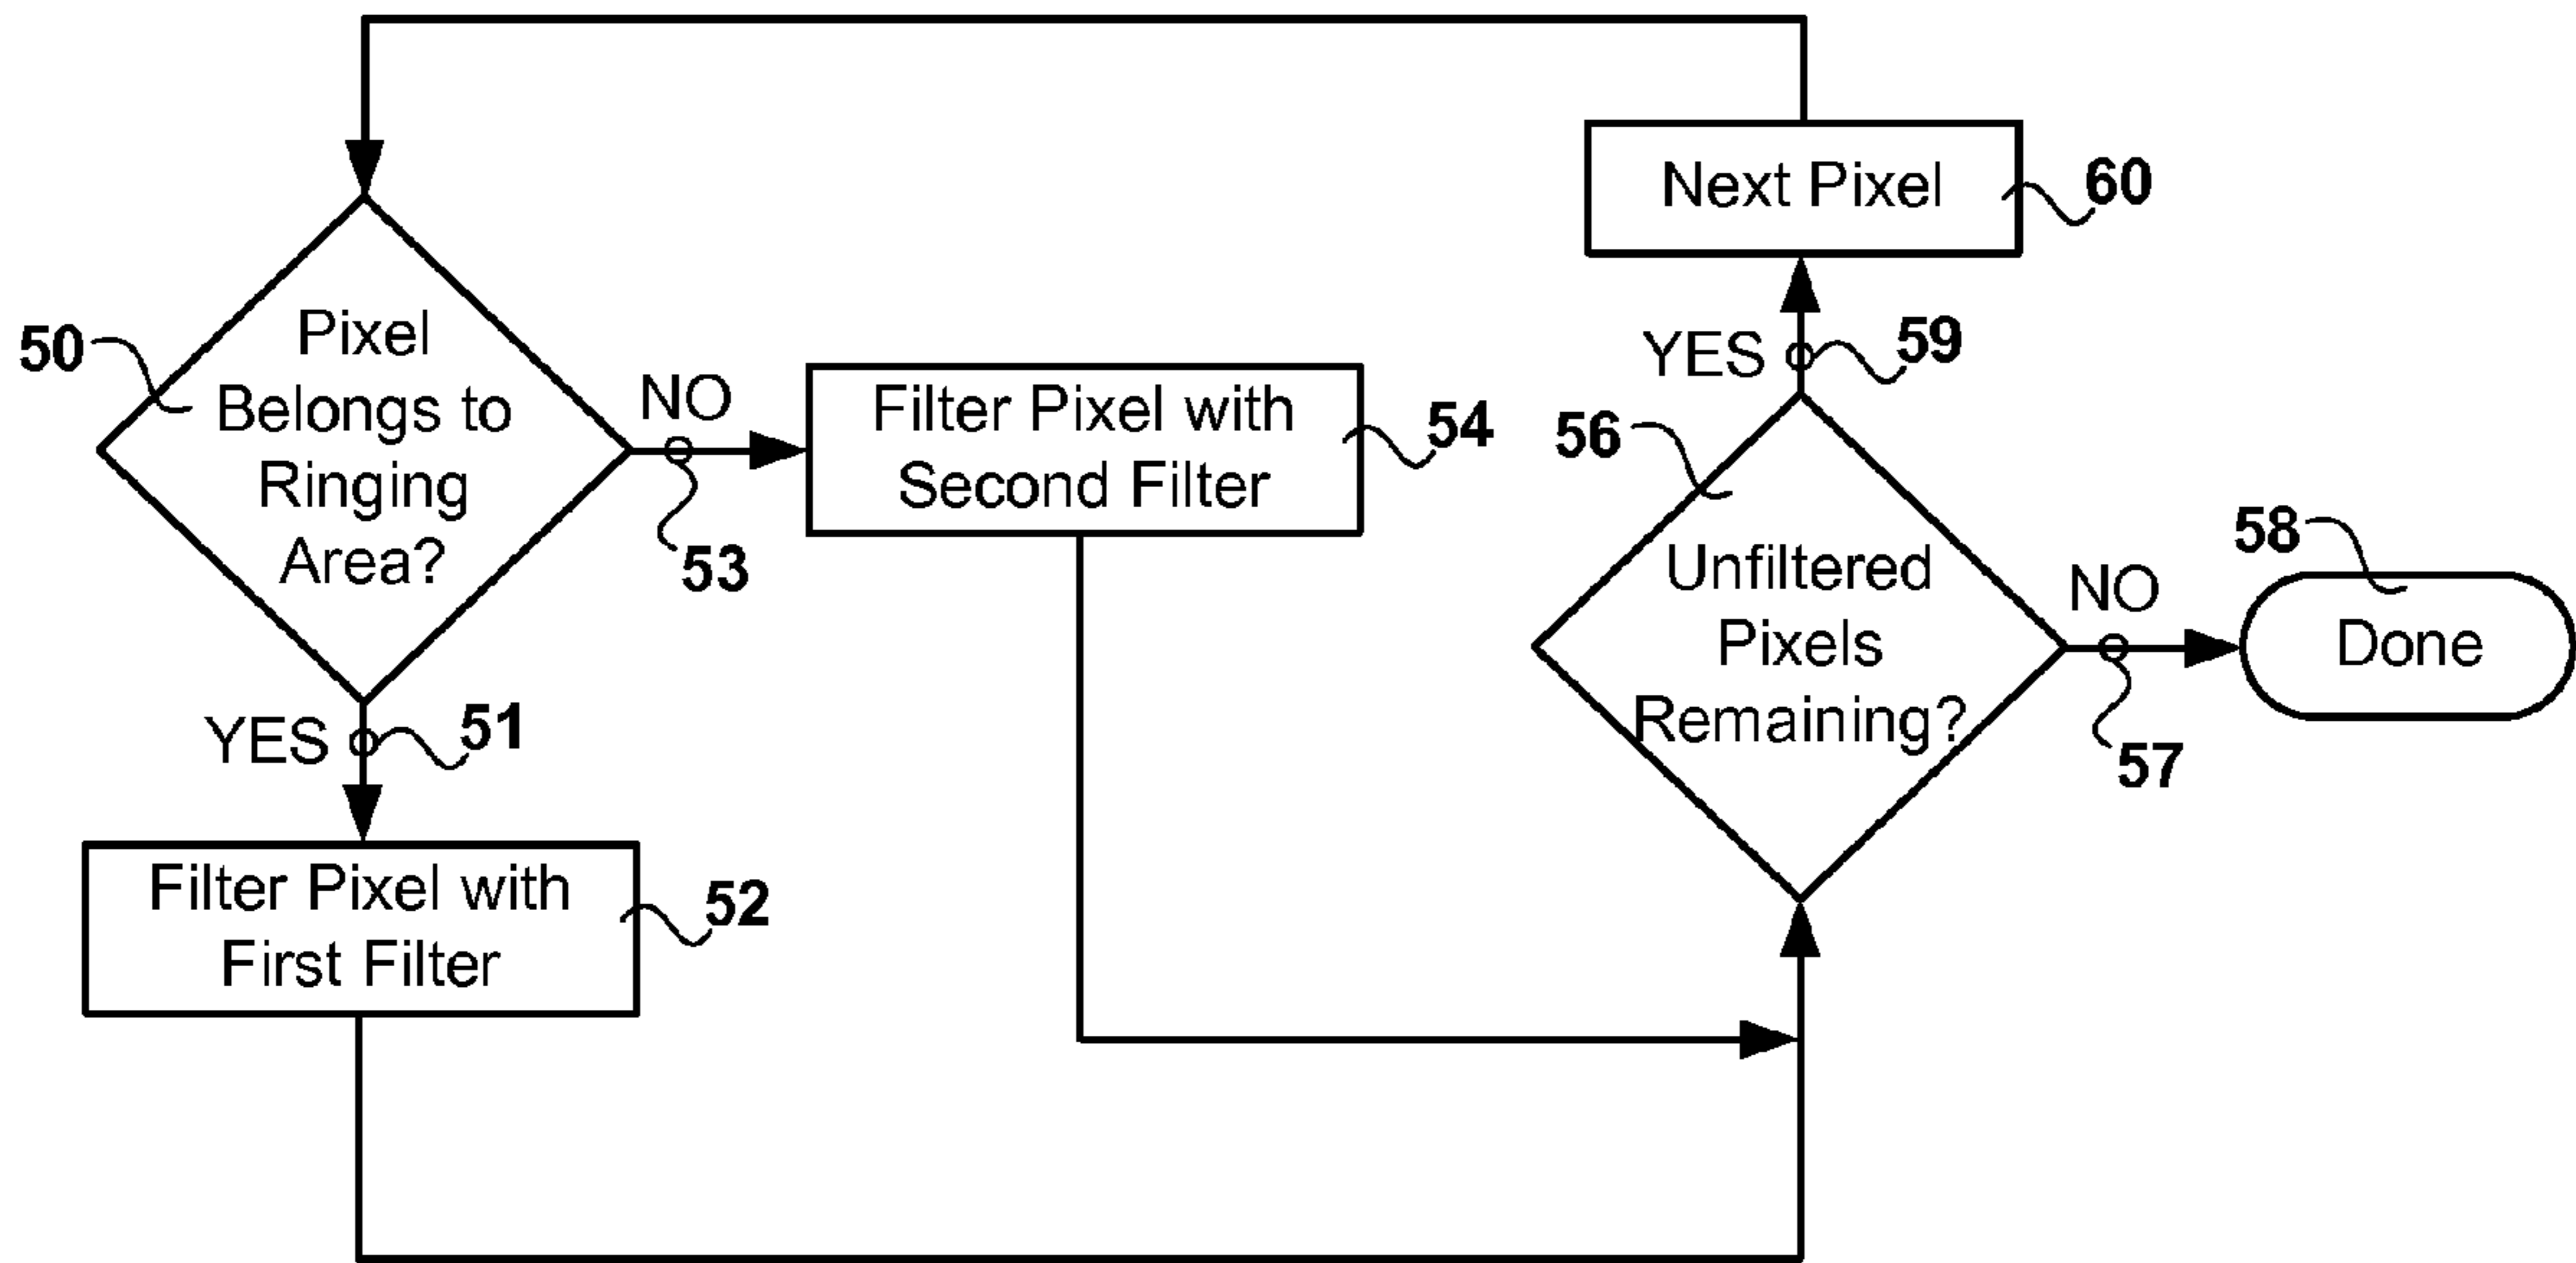 50
Pixel
Belongs to
Ringing
Area?
NO
53
YES
51
Filter Pixel with
First Filter
52
Filter Pixel with
Second Filter
54
56
Unfiltered
Pixels
Remaining?
YES
59
Next Pixel
60
NO
57
58
Done